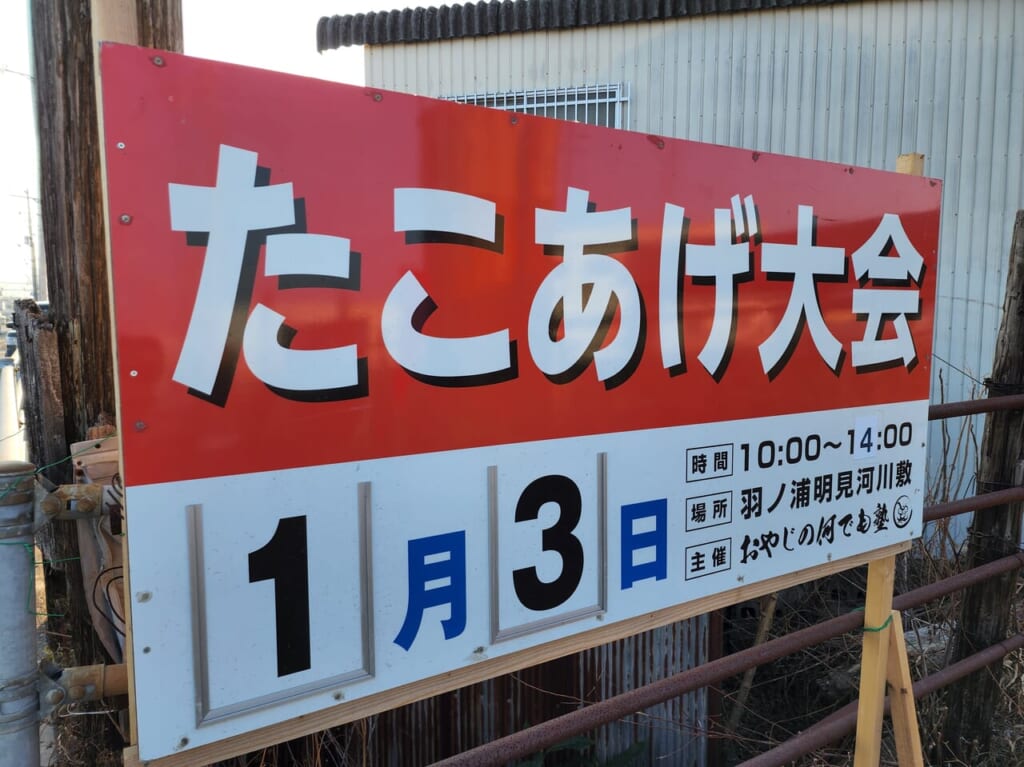 たこあげ大会
1月3日
時間 10:00～14:00
場所 羽ノ浦明見河川敷
主催 おやじの何でも塾